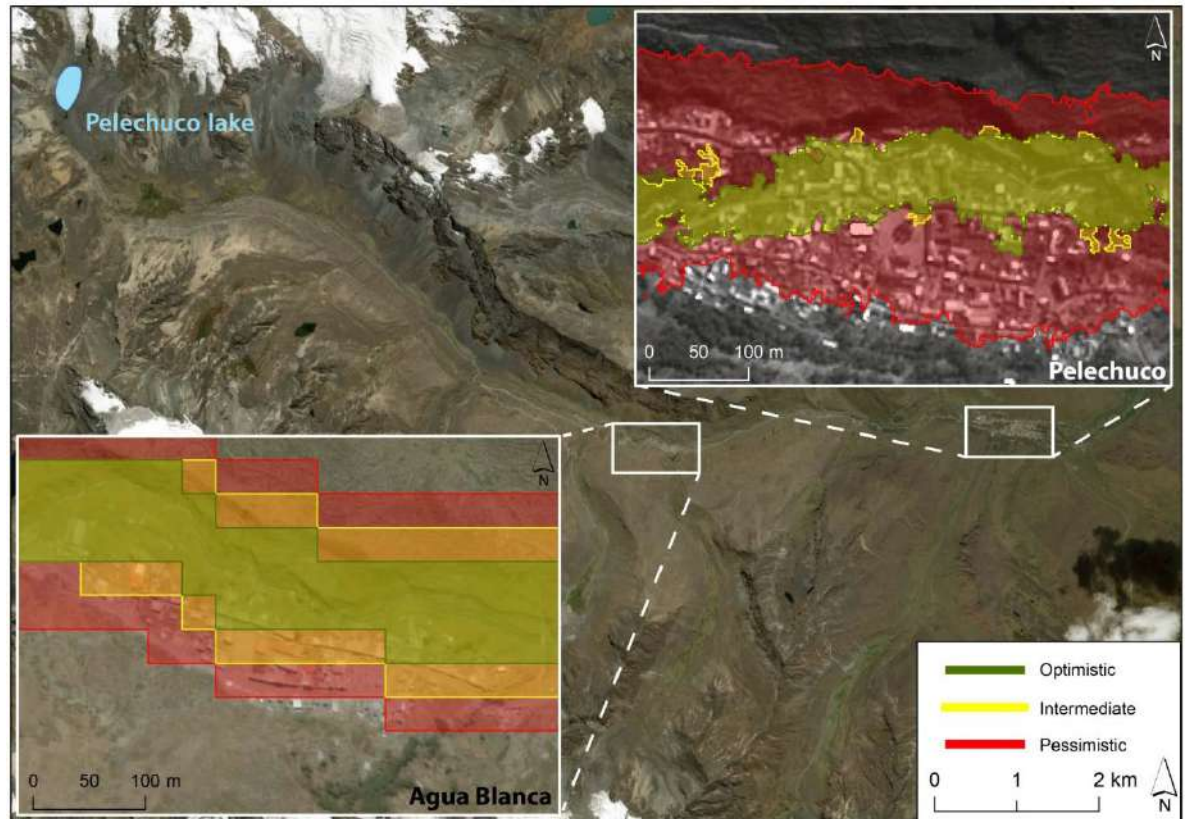 Pelechuco lake
N
0 50 100 m
Pelechuco
N
0 50 100 m
Agua Blanca
Optimistic
Intermediate
Pessimistic
0 1 2 km
N